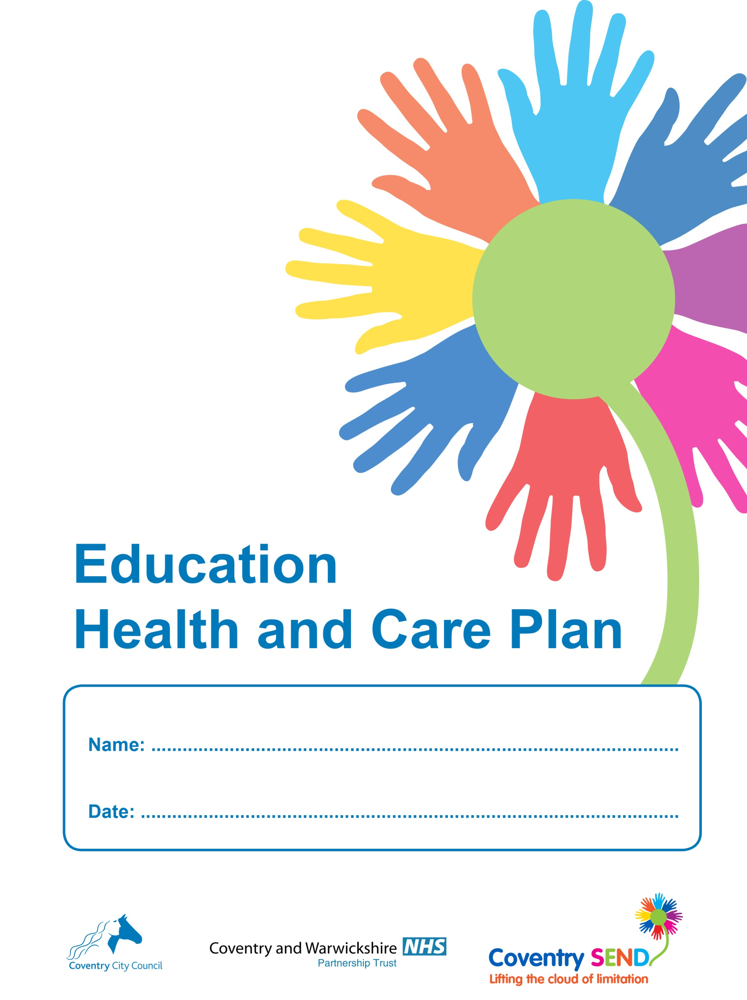 Education
Health and Care Plan
Name: ................................................................................
Date: ................................................................................
Coventry City Council
Coventry and Warwickshire NHS
Partnership Trust
Coventry SEND
Lifting the cloud of limitation